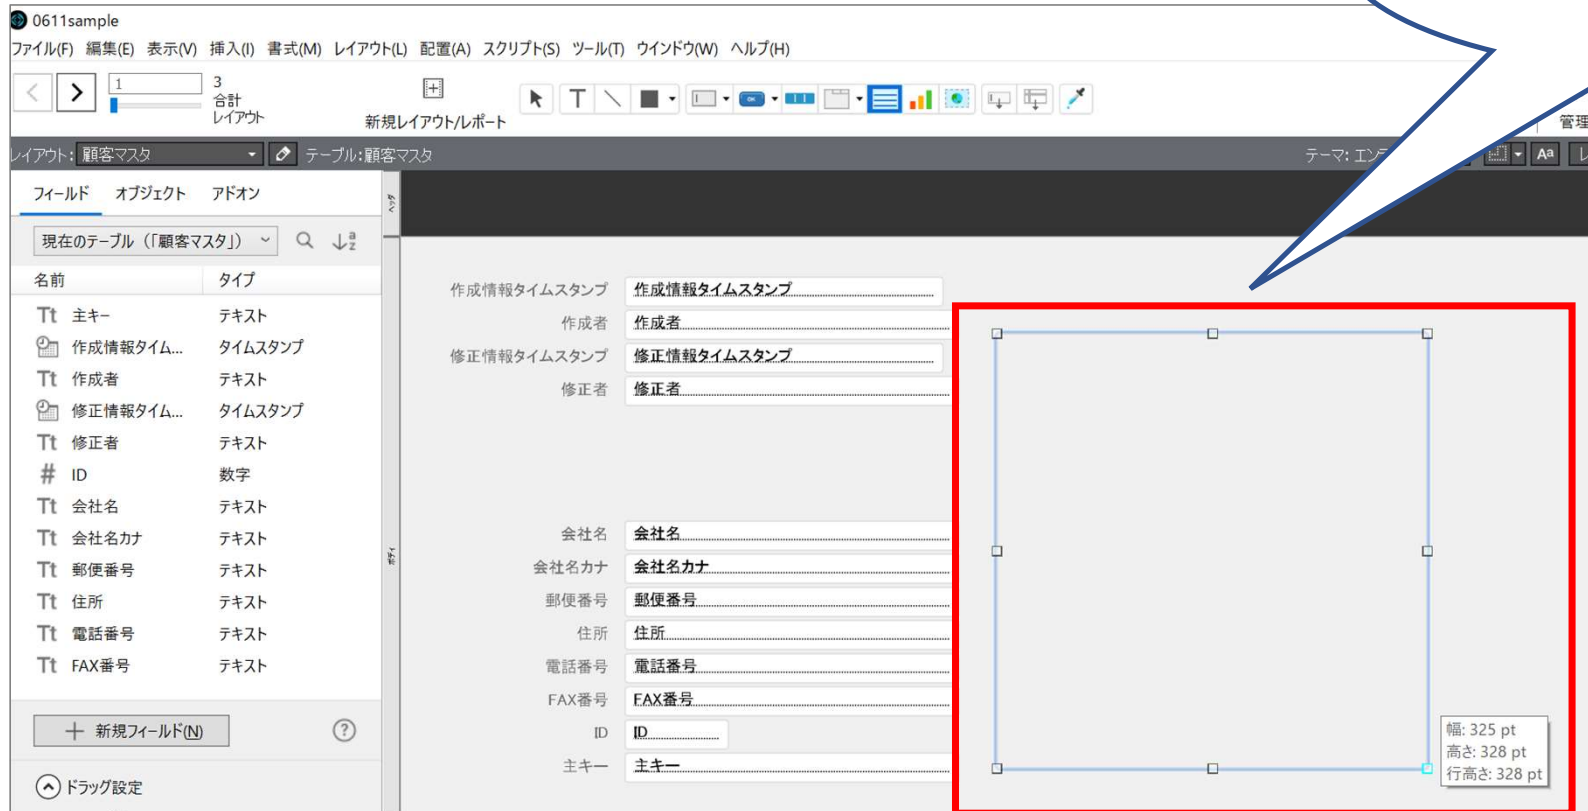 0611sample
ファイル(F) 編集(E) 表示(V) 挿入(I) 書式(M) レイアウト(L) 配置(A) スクリプト(S) ツール(T) ウインドウ(W) ヘルプ(H)
1
3
合計
レイアウト
新規レイアウト/レポート
管理
レイアウト: 顧客マスタ テーブル: 顧客マスタ
テーマ: エン
Aa
フィールド オブジェクト アドオン
ヘッダ
現在のテーブル (「顧客マスタ」)
名前 タイプ
Tt 主キー テキスト
作成情報タイム... タイムスタンプ
Tt 作成者 テキスト
修正情報タイム... タイムスタンプ
Tt 修正者 テキスト
# ID 数字
Tt 会社名 テキスト
Tt 会社名カナ テキスト
Tt 郵便番号 テキスト
Tt 住所 テキスト
Tt 電話番号 テキスト
Tt FAX番号 テキスト
+ 新規フィールド(N) ?
ドラッグ設定
ボディ
作成情報タイムスタンプ 作成情報タイムスタンプ
作成者 作成者
修正情報タイムスタンプ 修正情報タイムスタンプ
修正者 修正者
会社名 会社名
会社名カナ 会社名カナ
郵便番号 郵便番号
住所 住所
電話番号 電話番号
FAX番号 FAX番号
ID ID
主キー 主キー
幅: 325 pt
高さ: 328 pt
行高さ: 328 pt